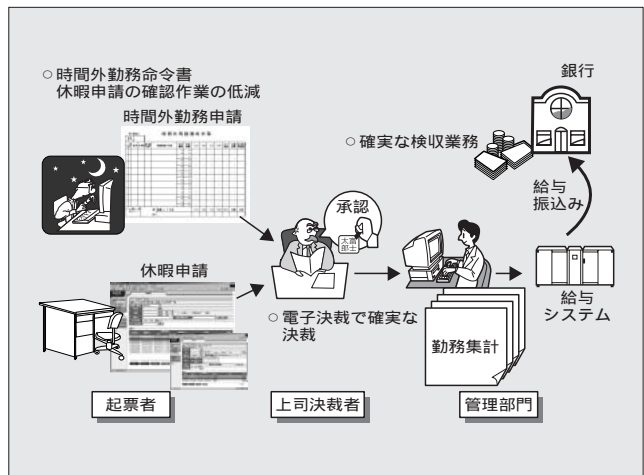 ○時間外勤務命令書
休暇申請の確認作業の低減
時間外勤務申請
銀行
○確実な検収業務
承認
給与
振込み
休暇申請
○電子決裁で確実な
決裁
勤務集計
給与
システム
起票者
上司決裁者
管理部門